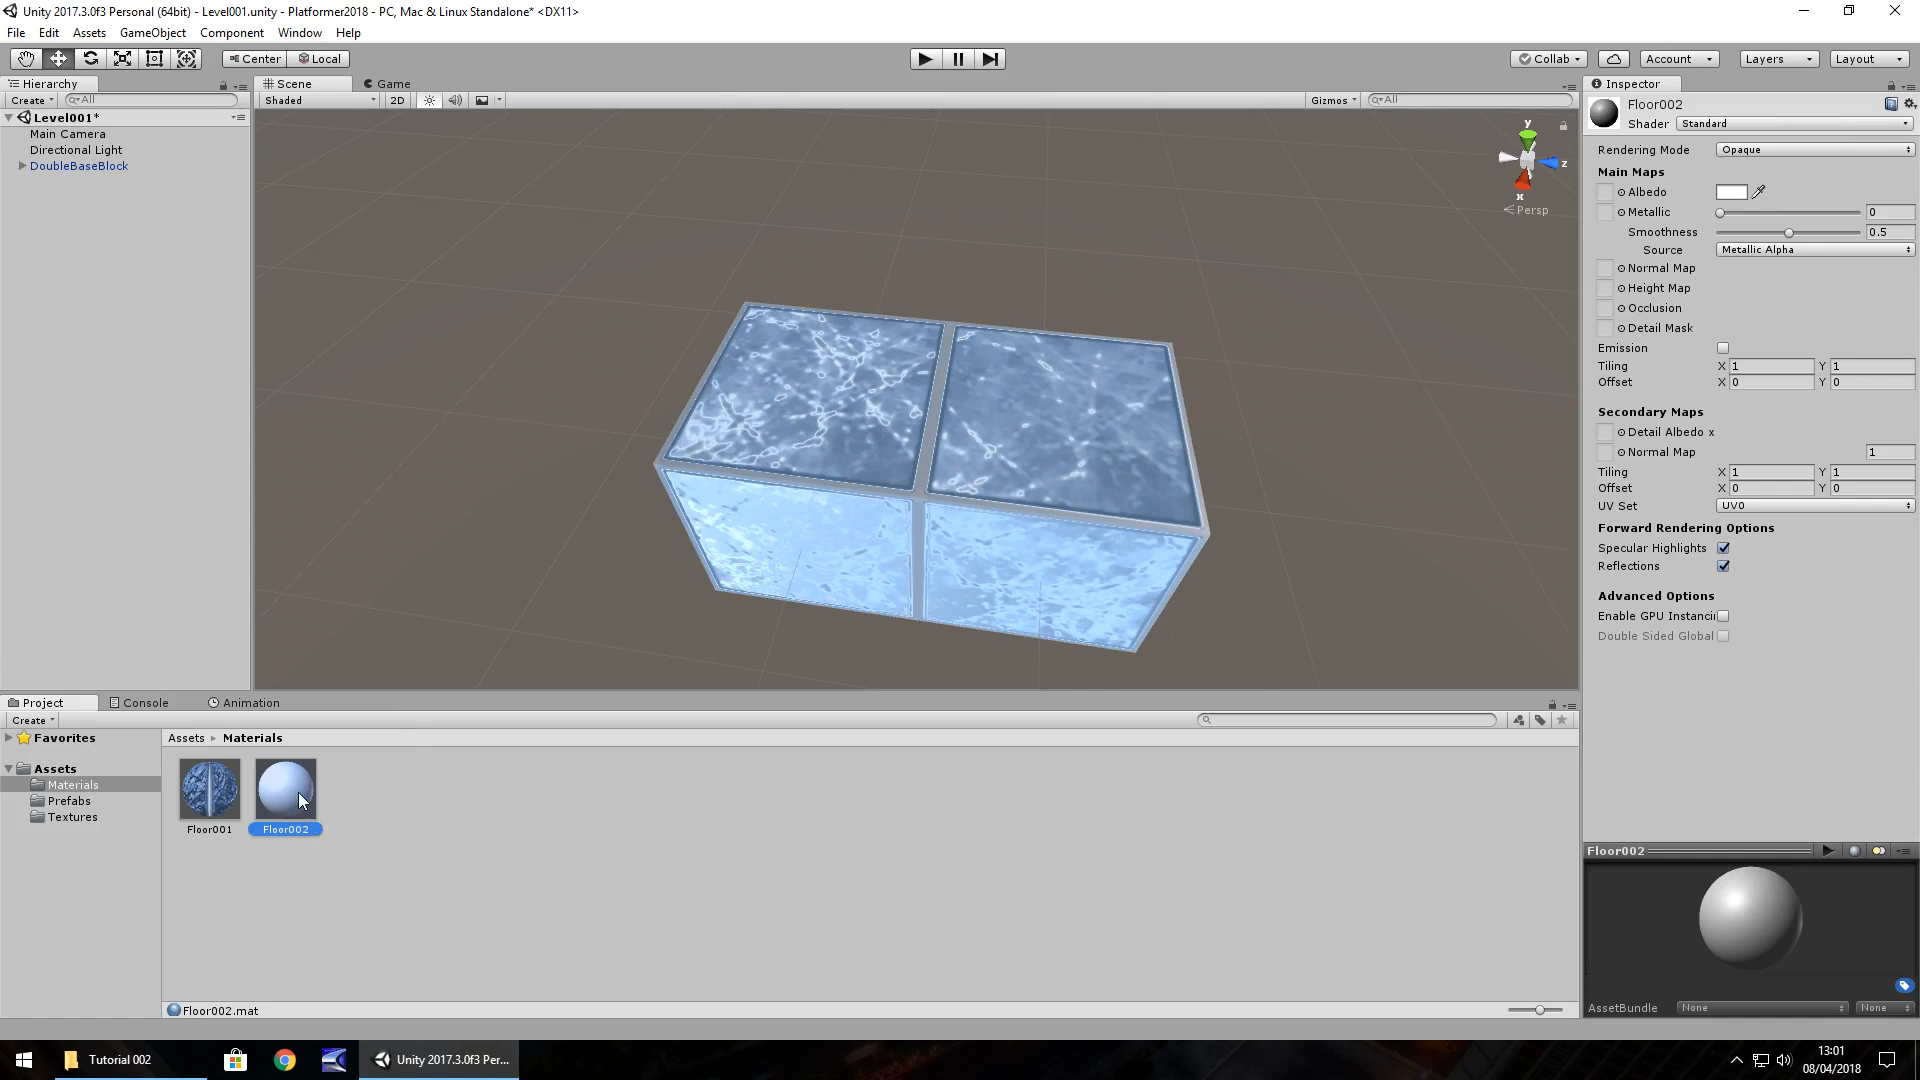 Unity 2017.3.0f3 Personal (64bit) - Level001.unity - Platformer2018 - PC, Mac & Linux Standalone* <DX11>
File Edit Assets GameObject Component Window Help
Center Local
Collab Account Layers Layout
Hierarchy
Create All
Level001*
Main Camera
Directional Light
DoubleBaseBlock
Scene Game
Shaded 2D Gizmos All
y
z
x
Persp
Inspector
Floor002
Shader Standard
Rendering Mode Opaque
Main Maps
Albedo
Metallic 0
Smoothness 0.5
Source Metallic Alpha
Normal Map
Height Map
Occlusion
Detail Mask
Emission
Tiling X 1 Y 1
Offset X 0 Y 0
Secondary Maps
Detail Albedo x
Normal Map 1
Tiling X 1 Y 1
Offset X 0 Y 0
UV Set UV0
Forward Rendering Options
Specular Highlights
Reflections
Advanced Options
Enable GPU Instanci
Double Sided Global
Floor002
AssetBundle None None
Project Console Animation
Create
Favorites
Assets
Materials
Prefabs
Textures
Assets Materials
Floor001 Floor002
Floor002.mat
Tutorial 002
Unity 2017.3.0f3 Per...
13:01
08/04/2018